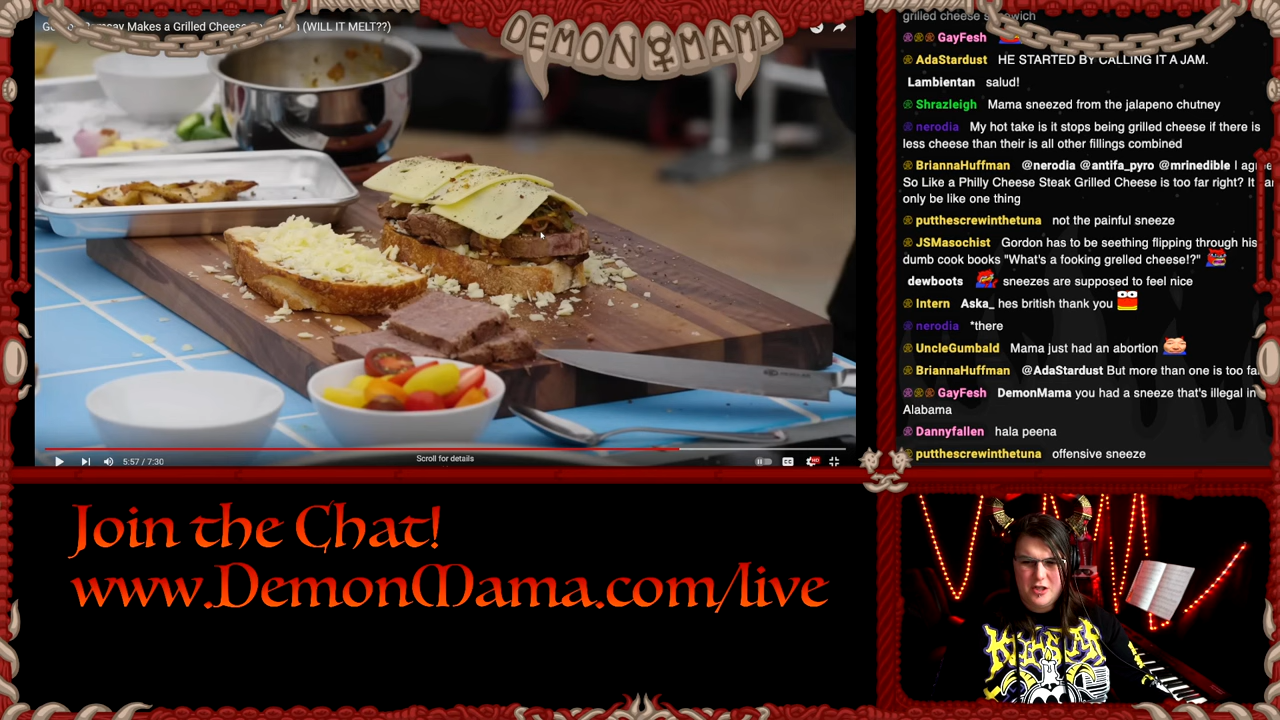 Makes a Grilled Cheese (WILL IT MELT??)
DEMON MAMA
grilled cheese
GayFesh
AdaStardust HE STARTED BY CALLING IT A JAM.
Lambientan salud!
Shrazleigh Mama sneezed from the jalapeno chutney
nerodia My hot take is it stops being grilled cheese if there is
less cheese than their is all other fillings combined
BriannaHuffman @nerodia @antifa_pyro @mrinedible I
So Like a Philly Cheese Steak Grilled Cheese is too far right? It
only be like one thing
putthescrewinthetuna not the painful sneeze
JSMasochist Gordon has to be seething flipping through his
dumb cook books "What's a fooking grelled cheese!?"
dewboots sneezes are supposed to feel nice
Intern Aska_ hes british thank you
nerodia *there
UncleGumbald Mama just had an abortion
BriannaHuffman @AdaStardust But more than one is too
GayFesh DemonMama you had a sneeze that's illegal in
Alabama
Dannyfallen hala peena
putthescrewinthetuna offensive sneeze
5:57 / 7:30
Scroll for details
CC
HD
Join the Chat!
www.DemonMama.com/live